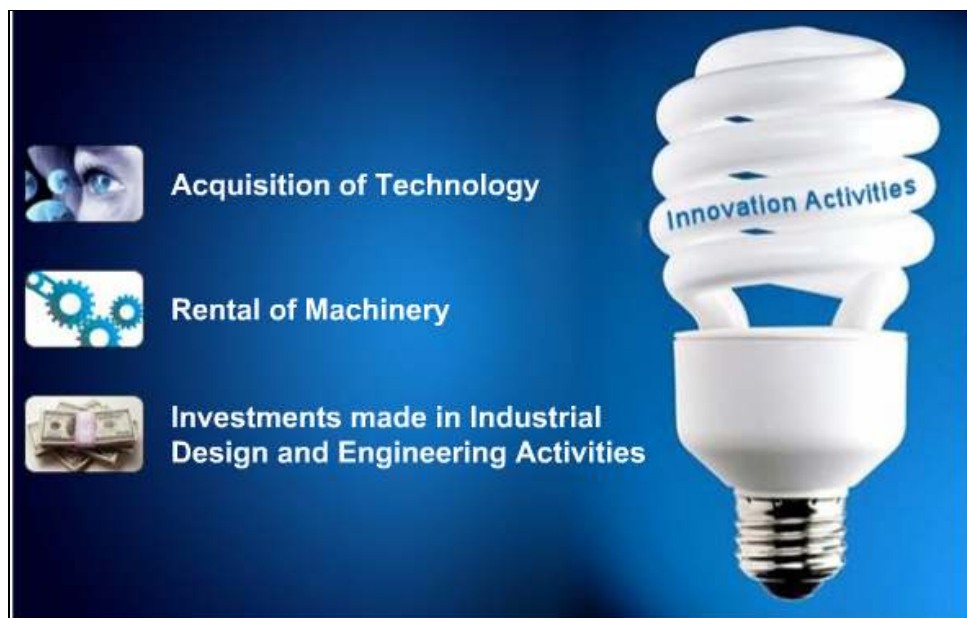 Acquisition of Technology
Innovation Activities
Rental of Machinery
Investments made in Industrial
Design and Engineering Activities